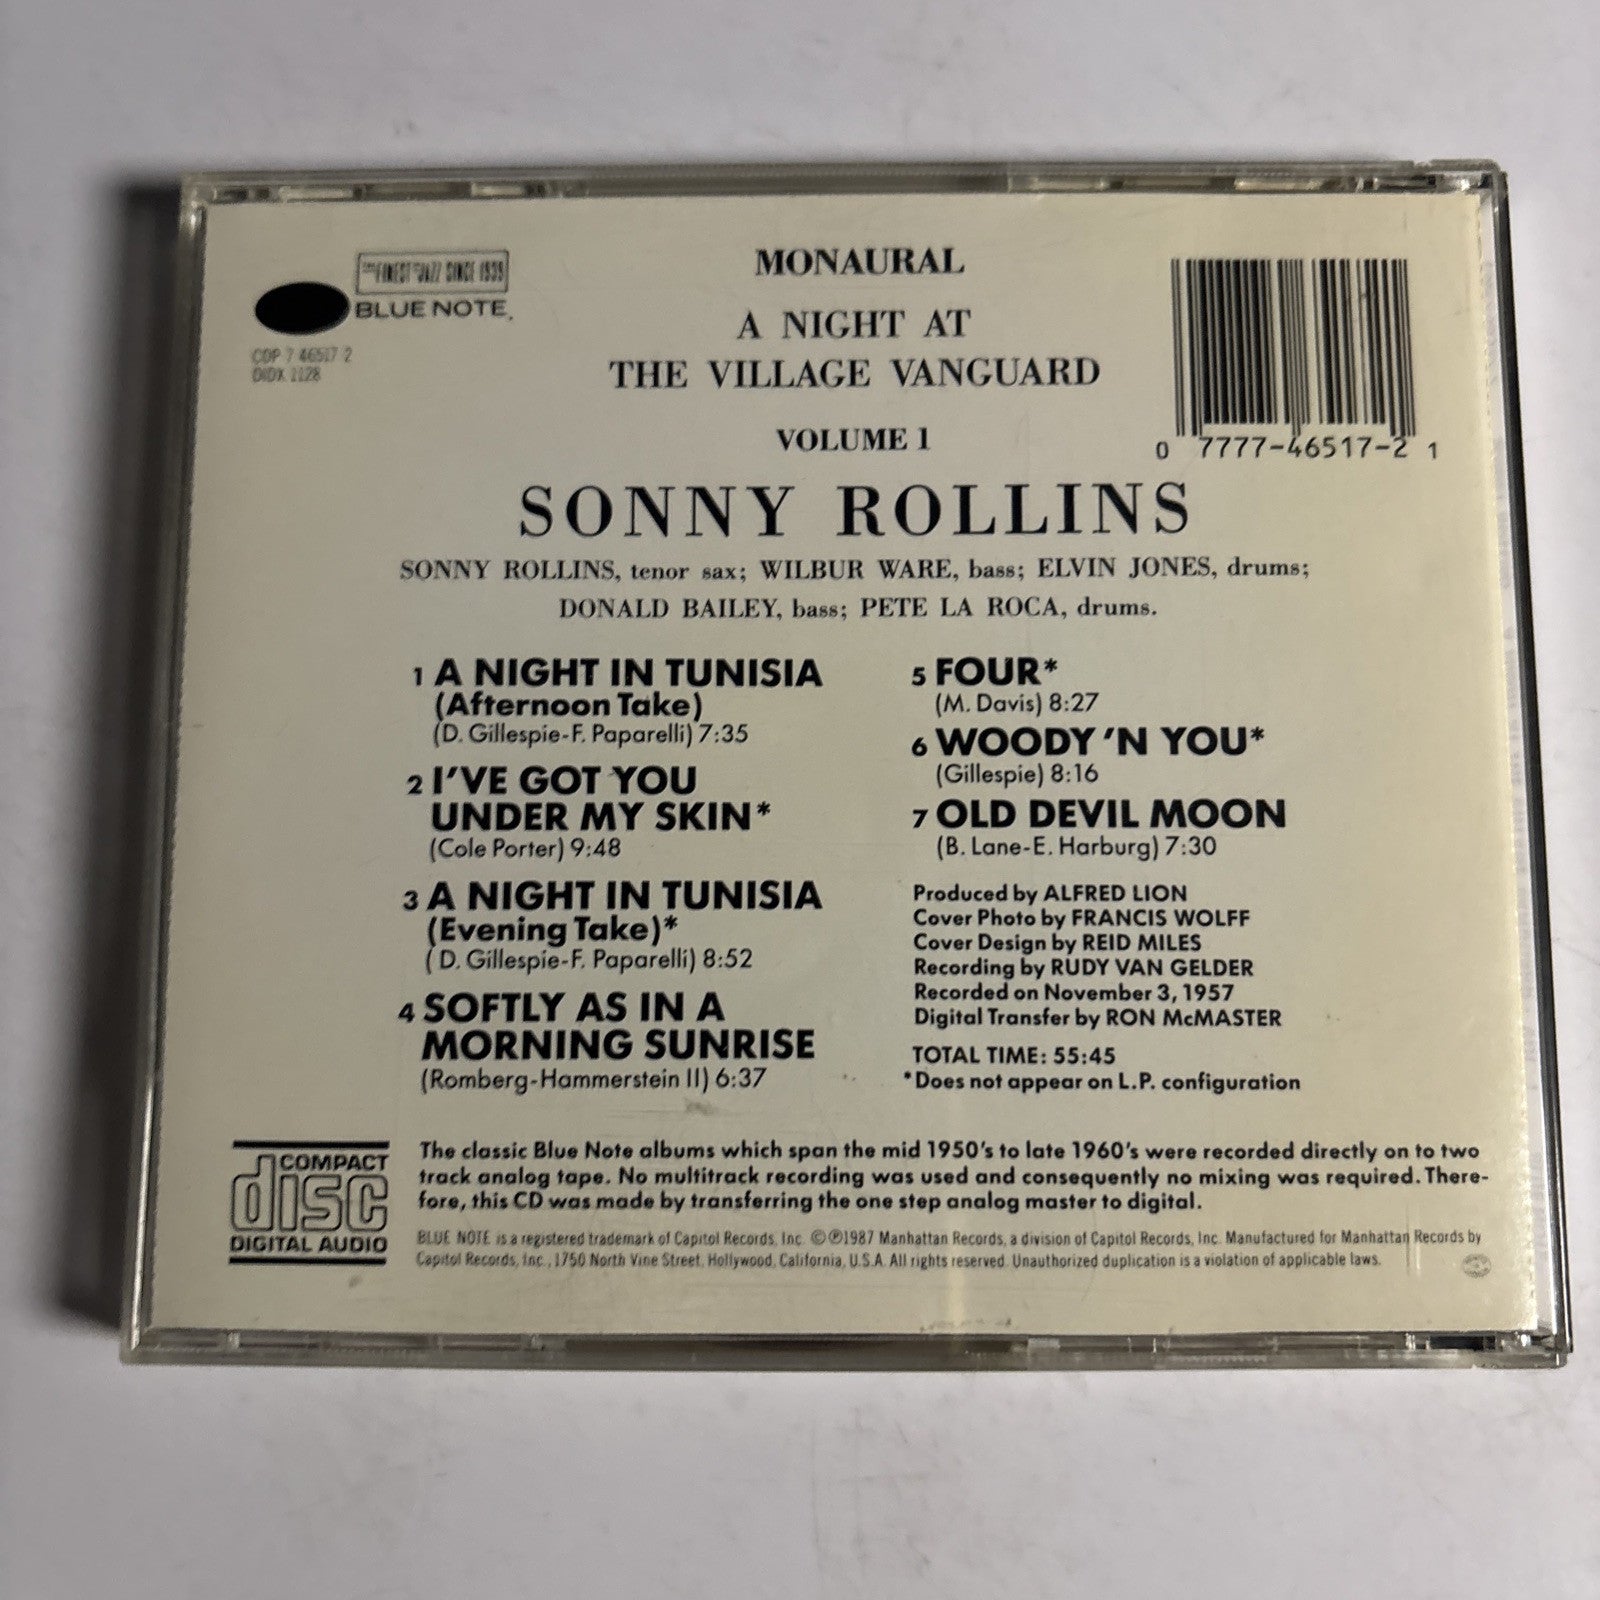 THE FINEST IN JAZZ SINCE 1939
BLUE NOTE
CDP 7 46517 2
DIDX 1128
MONAURAL
A NIGHT AT
THE VILLAGE VANGUARD
VOLUME 1
0 7777-46517-2 1
SONNY ROLLINS
SONNY ROLLINS, tenor sax; WILBUR WARE, bass; ELVIN JONES, drums;
DONALD BAILEY, bass; PETE LA ROCA, drums.
1 A NIGHT IN TUNISIA
(Afternoon Take)
(D. Gillespie-F. Paparelli) 7:35
2 I'VE GOT YOU
UNDER MY SKIN*
(Cole Porter) 9:48
3 A NIGHT IN TUNISIA
(Evening Take)*
( D. Gillespie-F. Paparelli) 8:52
4 SOFTLY AS IN A
MORNING SUNRISE
(Romberg-Hammerstein II) 6:37
5 FOUR*
(M. Davis) 8:27
6 WOODY 'N YOU*
(Gillespie) 8:16
7 OLD DEVIL MOON
(B. Lane-E. Harburg) 7:30
Produced by ALFRED LION
Cover Photo by FRANCIS WOLFF
Cover Design by REID MILES
Recording by RUDY VAN GELDER
Recorded on November 3, 1957
Digital Transfer by RON McMASTER
TOTAL TIME: 55:45
*Does not appear on L.P. configuration
COMPACT
disc
DIGITAL AUDIO
The classic Blue Note albums which span the mid 1950's to late 1960's were recorded directly on to two
track analog tape. No multitrack recording was used and consequently no mixing was required. There-
fore, this CD was made by transferring the one step analog master to digital.
BLUE NOTE is a registered trademark of Capitol Records, Inc. ©℗1987 Manhattan Records, a division of Capitol Records, Inc. Manufactured for Manhattan Records by
Capitol Records, Inc., 1750 North Vine Street, Hollywood, California, U.S.A. All rights reserved. Unauthorized duplication is a violation of applicable laws.